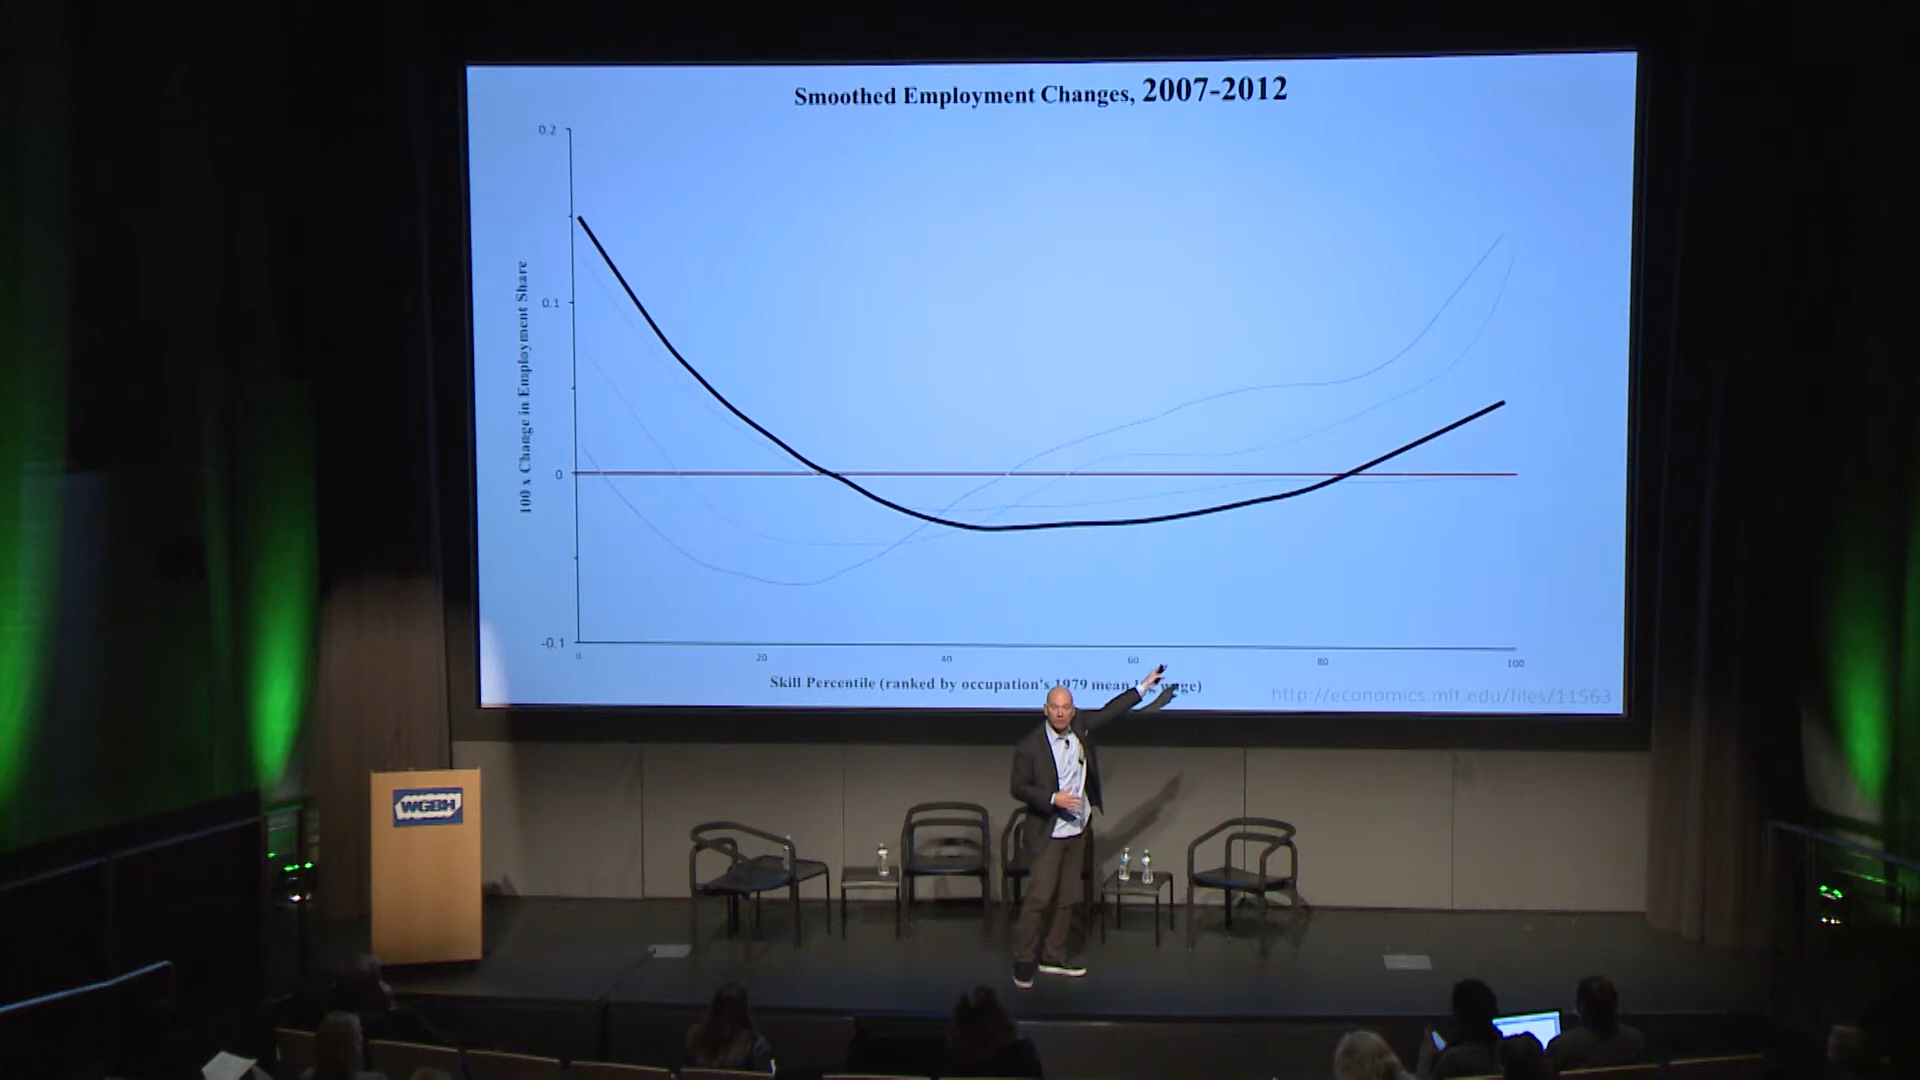 Smoothed Employment Changes, 2007-2012
0.2
0.1
0
-0.1
100 x Change in Employment Share
0 20 40 60 80 100
Skill Percentile (ranked by occupation's 1979 mean log wage)
http://economics.mit.edu/files/11563
WGBH